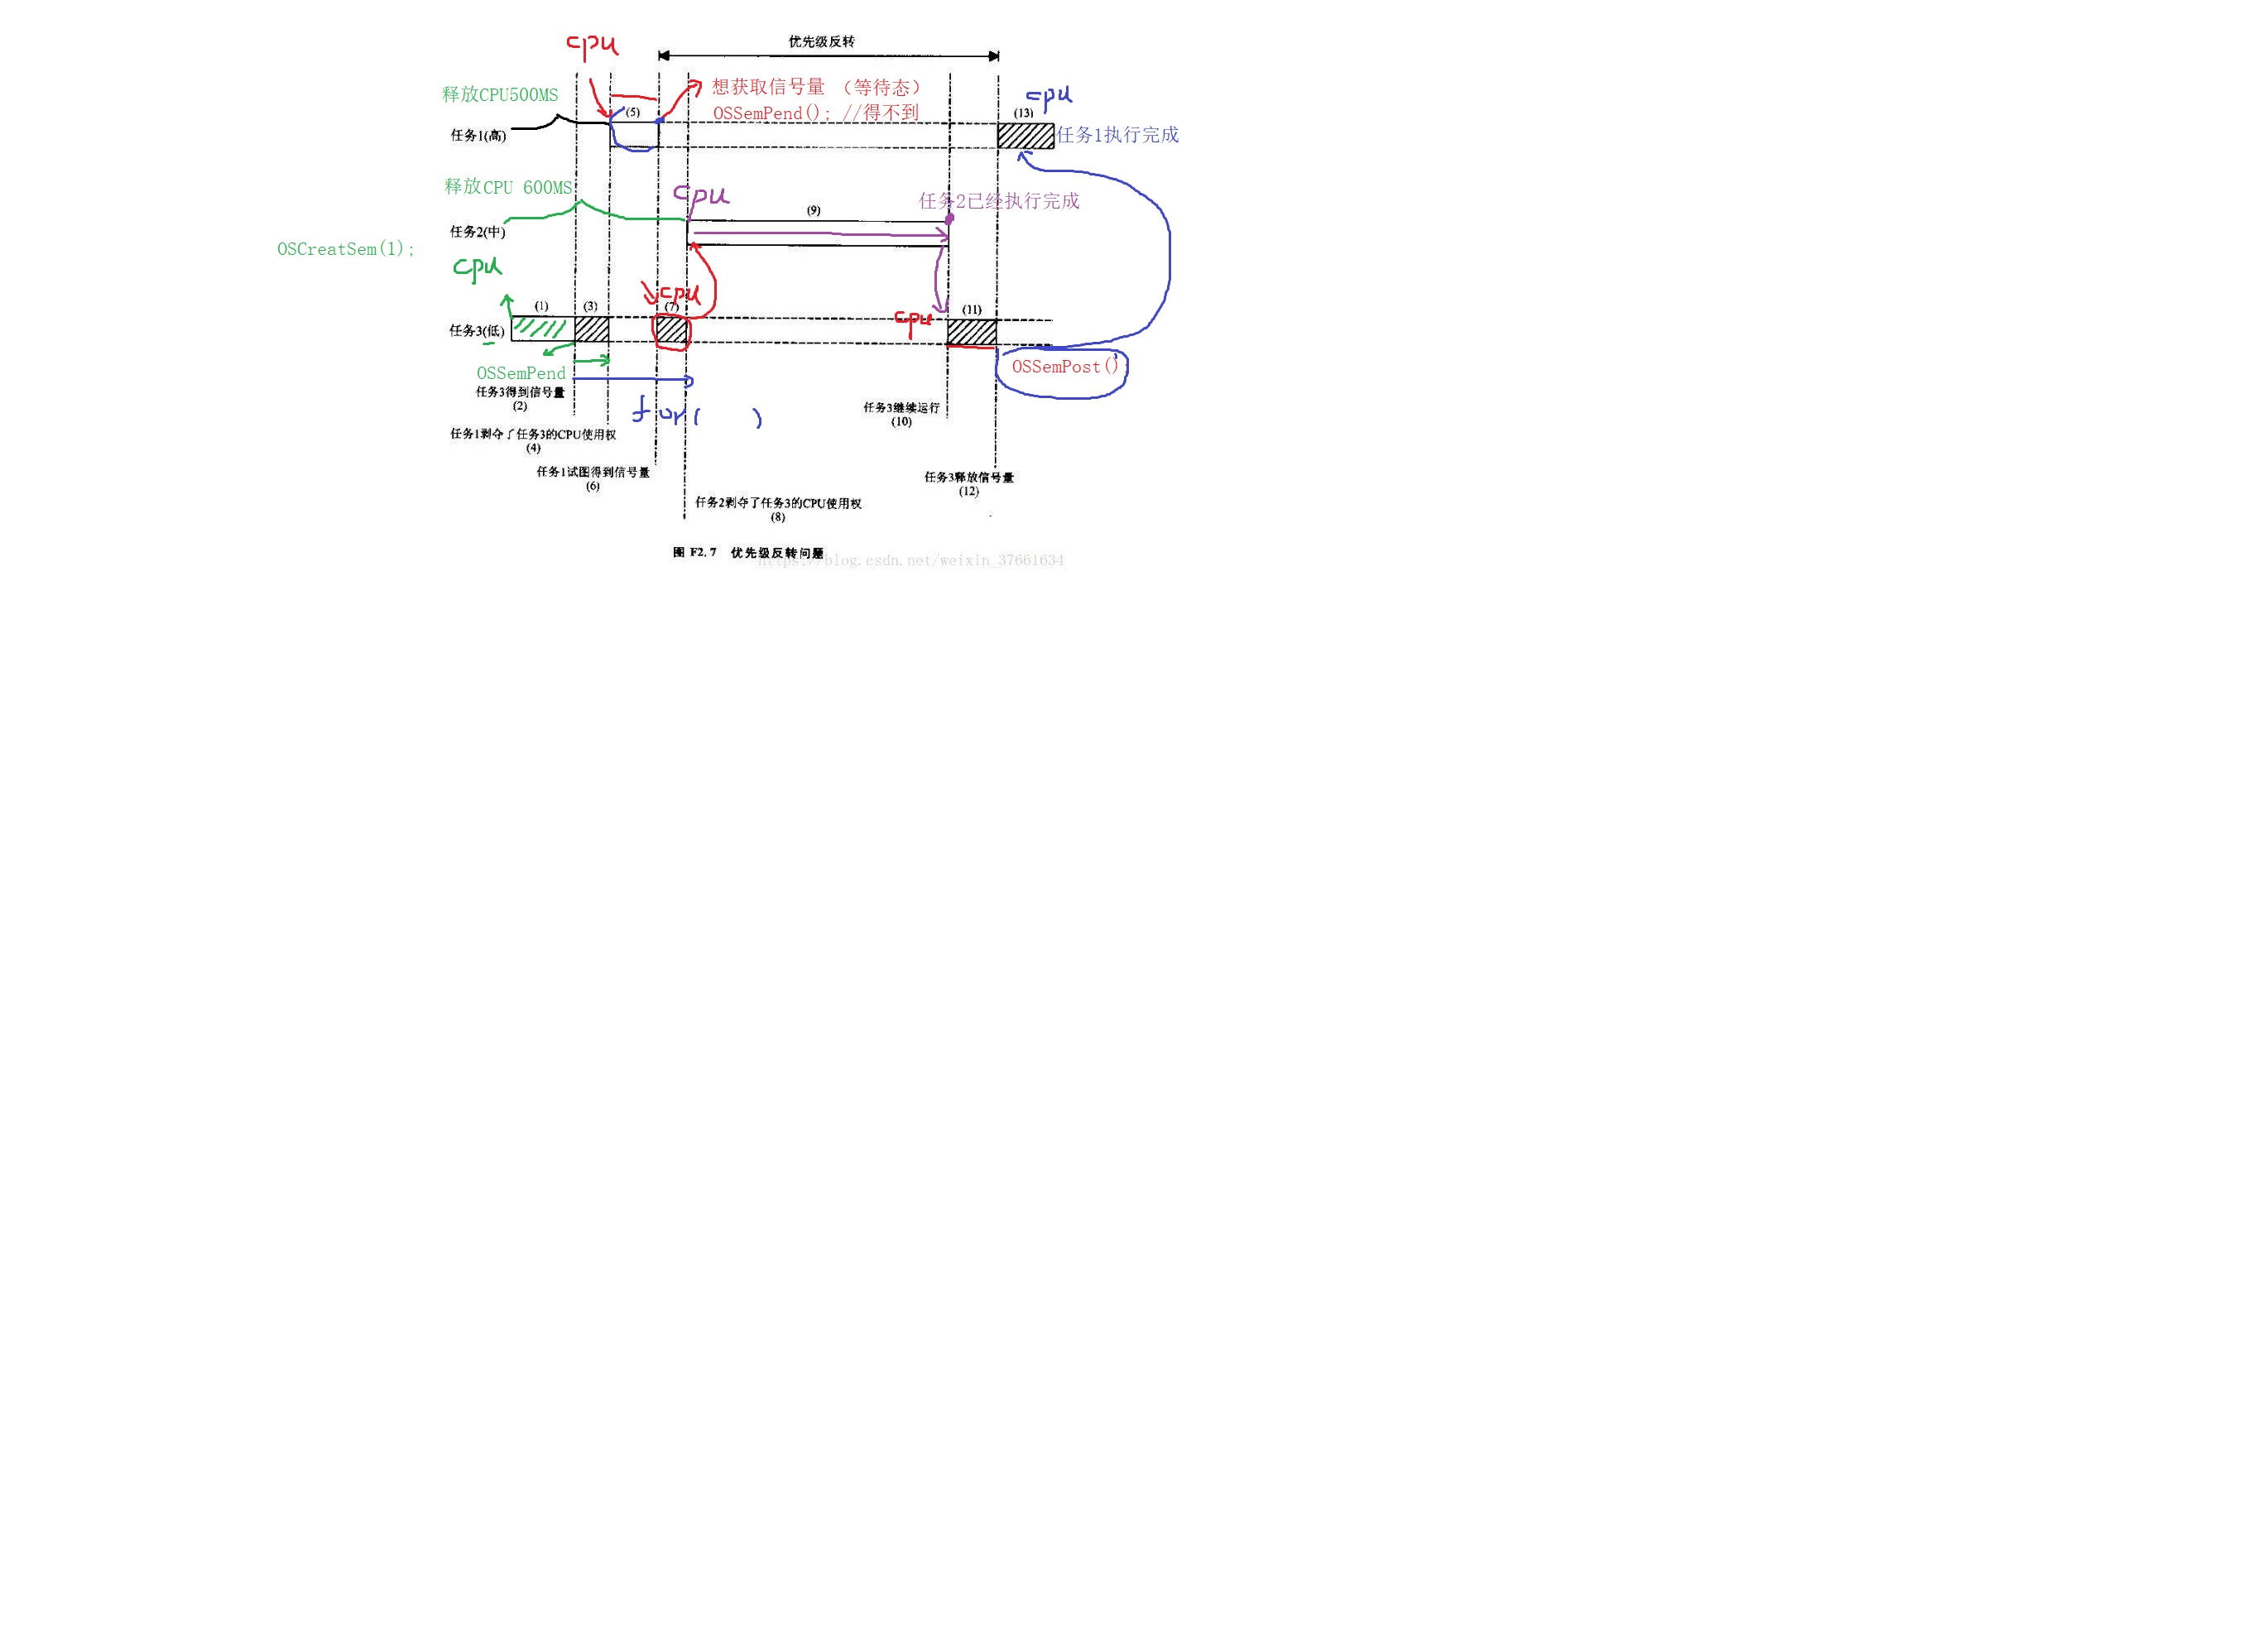 优先级反转
cpu
释放CPU500MS
想获取信号量 （等待态）
OSSemPend(); //得不到
cpu
(5)
(13)
任务1(高)
任务1执行完成
释放CPU 600MS
cpu
任务2已经执行完成
(9)
任务2(中)
OSCreatSem(1);
cpu
cpu
(1)
(3)
(7)
(11)
cpu
任务3(低)
OSSemPend
OSSemPost()
任务3得到信号量
(2)
for( )
任务3继续运行
(10)
任务1剥夺了任务3的CPU使用权
(4)
任务1试图得到信号量
(6)
任务3释放信号量
(12)
任务2剥夺了任务3的CPU使用权
(8)
图 F2.7 优先级反转问题
https://blog.csdn.net/weixin_37661634